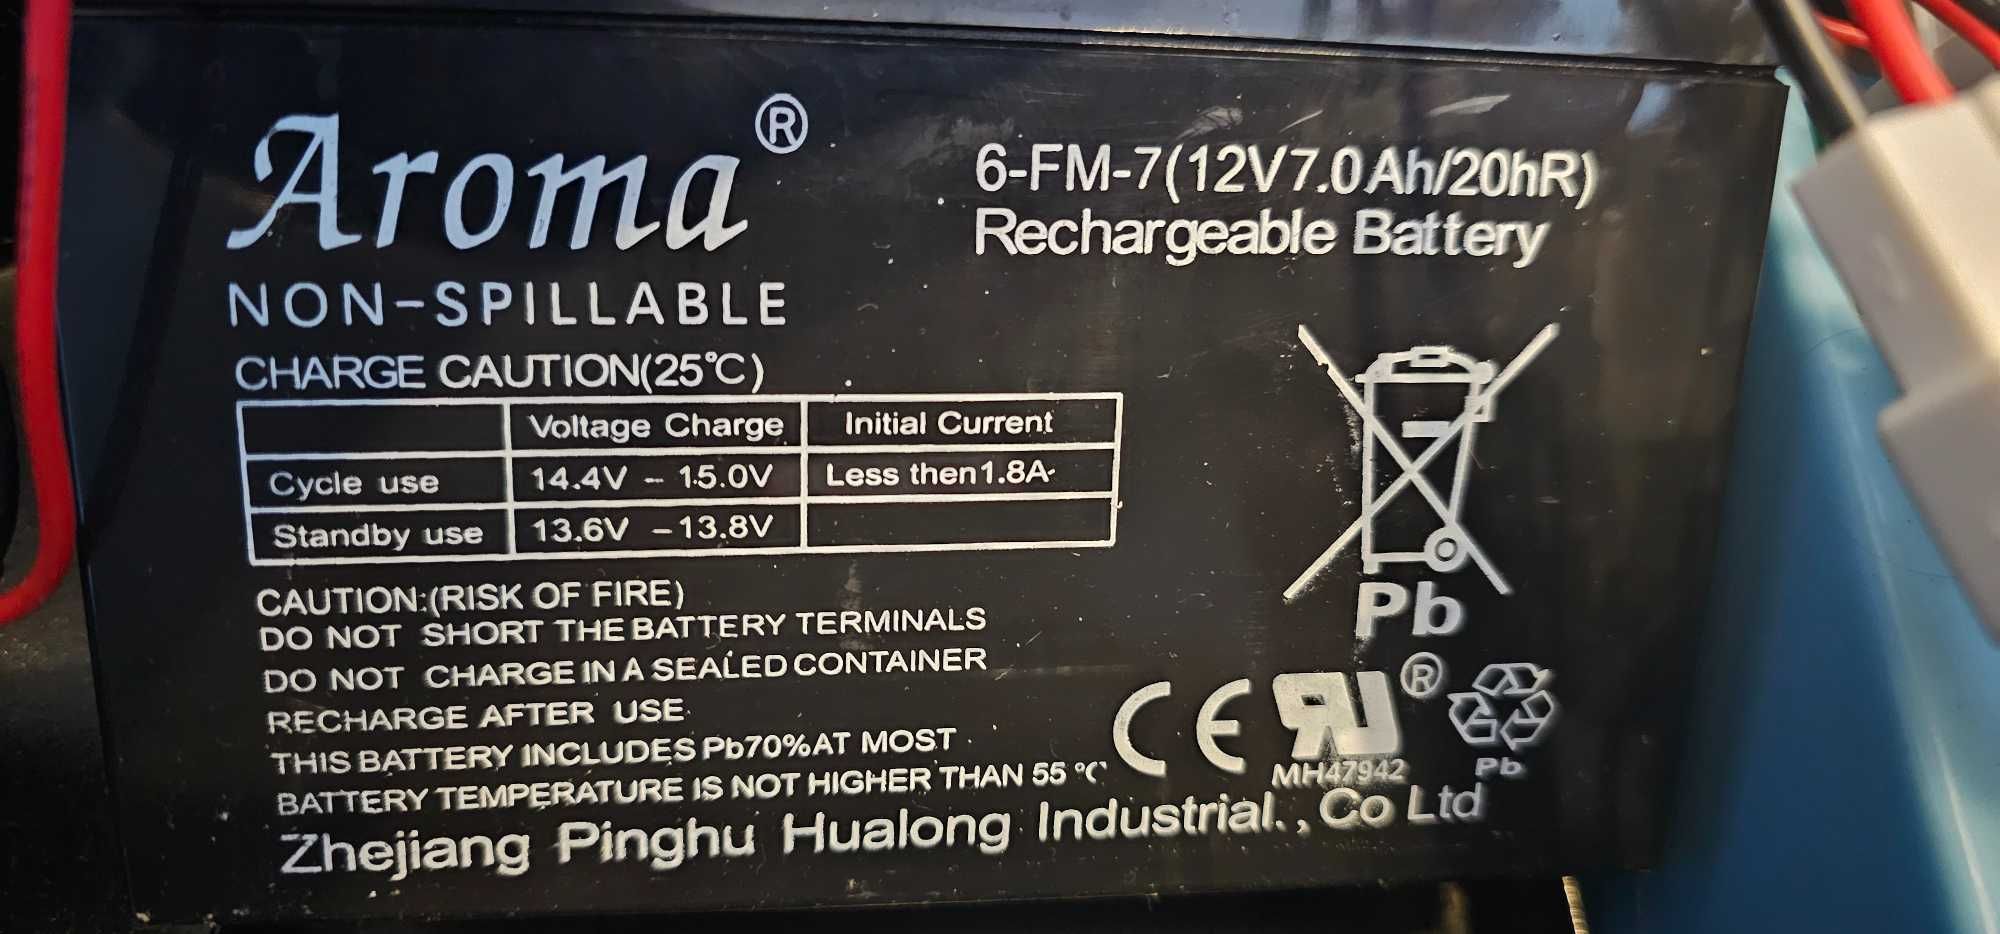 Aroma®
NON-SPILLABLE
6-FM-7(12V7.0Ah/20hR)
Rechargeable Battery
CHARGE CAUTION(25℃)
Voltage Charge Initial Current
Cycle use 14.4V - 15.0V Less then1.8A
Standby use 13.6V -13.8V
CAUTION:(RISK OF FIRE)
DO NOT SHORT THE BATTERY TERMINALS
DO NOT CHARGE IN A SEALED CONTAINER
RECHARGE AFTER USE
THIS BATTERY INCLUDES Pb70%AT MOST
BATTERY TEMPERATURE IS NOT HIGHER THAN 55 ℃
Zhejiang Pinghu Hualong Industrial.,Co Ltd
Pb
CE RU®
MH47942
Pb